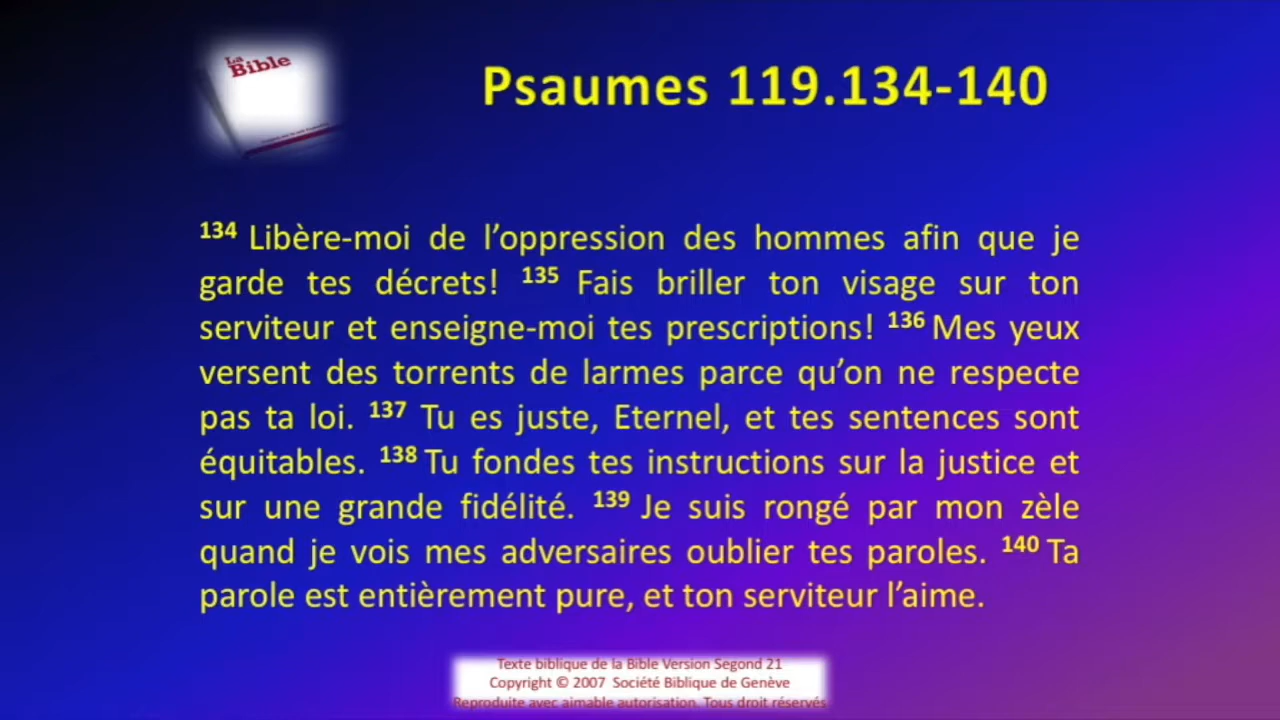 La
Bible
Psaumes 119.134-140
134 Libère-moi de l’oppression des hommes afin que je
garde tes décrets! 135 Fais briller ton visage sur ton
serviteur et enseigne-moi tes prescriptions! 136 Mes yeux
versent des torrents de larmes parce qu’on ne respecte
pas ta loi. 137 Tu es juste, Eternel, et tes sentences sont
équitables. 138 Tu fondes tes instructions sur la justice et
sur une grande fidélité. 139 Je suis rongé par mon zèle
quand je vois mes adversaires oublier tes paroles. 140 Ta
parole est entièrement pure, et ton serviteur l’aime.
Texte biblique de la Bible Version Segond 21
Copyright © 2007 Société Biblique de Genève
Reproduite avec aimable autorisation. Tous droit réservés